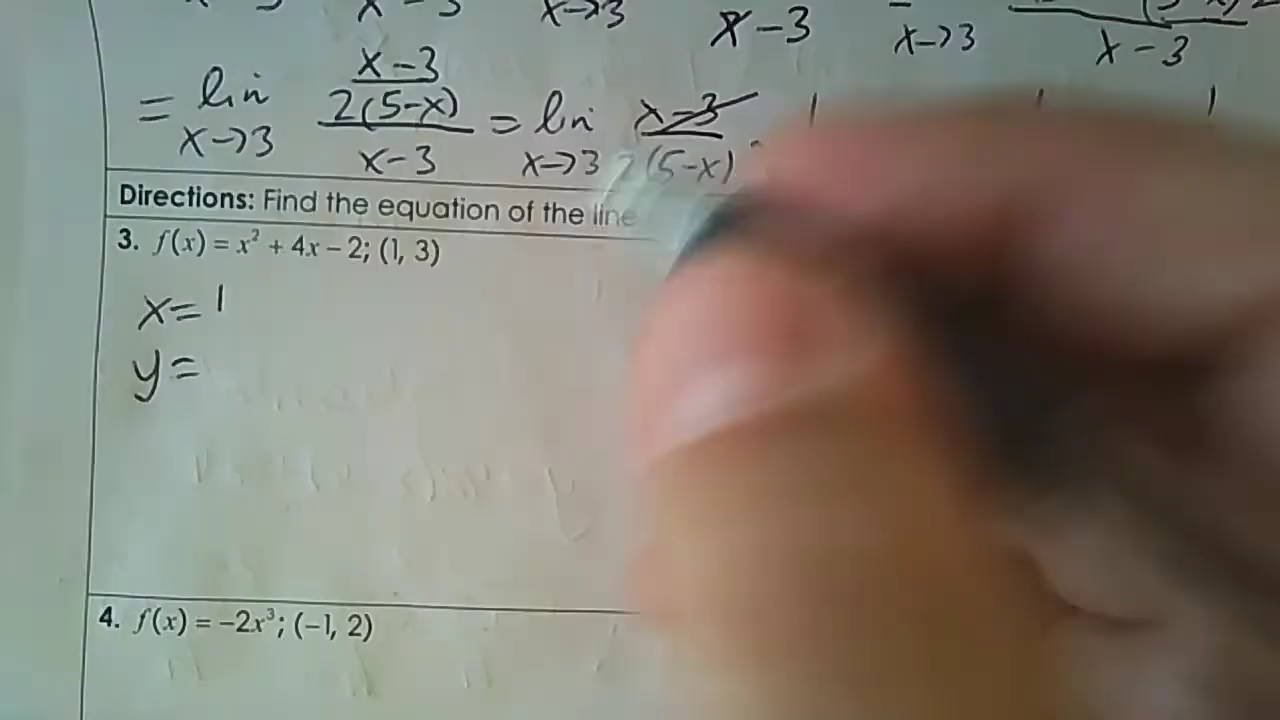 x – 3 x→3 x – 3 x→3 x – 3
= lim x→3 x–3 / 2(5–x) / x–3 = lim x→3 x–3 / 2(5–x) · 1
Directions: Find the equation of the line
3. f(x) = x² + 4x – 2; (1, 3)
x = 1
y =
4. f(x) = –2x³; (–1, 2)